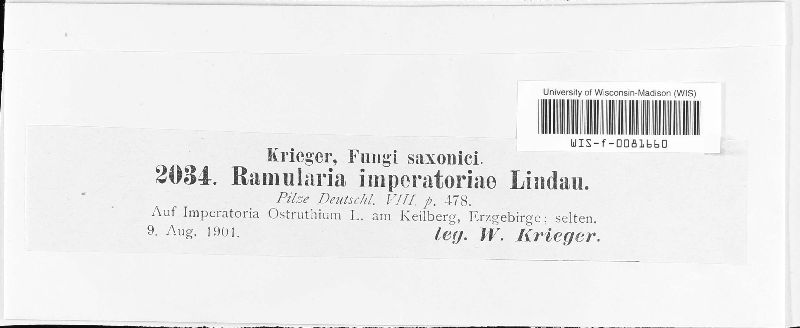 University of Wisconsin-Madison (WIS)
WIS-f-0081660
Krieger, Fungi saxonici.
2034. Ramularia imperatoriae Lindau.
Pilze Deutschl. VIII p. 478.
Auf Imperatoria Ostruthium L. am Keilberg, Erzgebirge: selten.
9. Aug. 1901.
leg. W. Krieger.